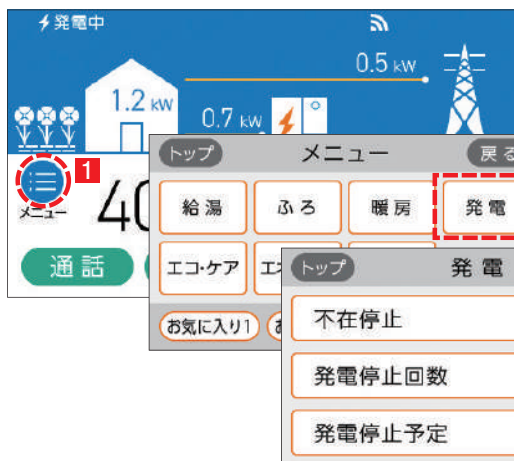 発電中
0.5 kW
1.2 kW
0.7 kW
1
メニュー
40
通話
トップ
メニュー
戻る
給湯
ふろ
暖房
発電
エコ・ケア
お気に入り1
トップ
発電
不在停止
発電停止回数
発電停止予定